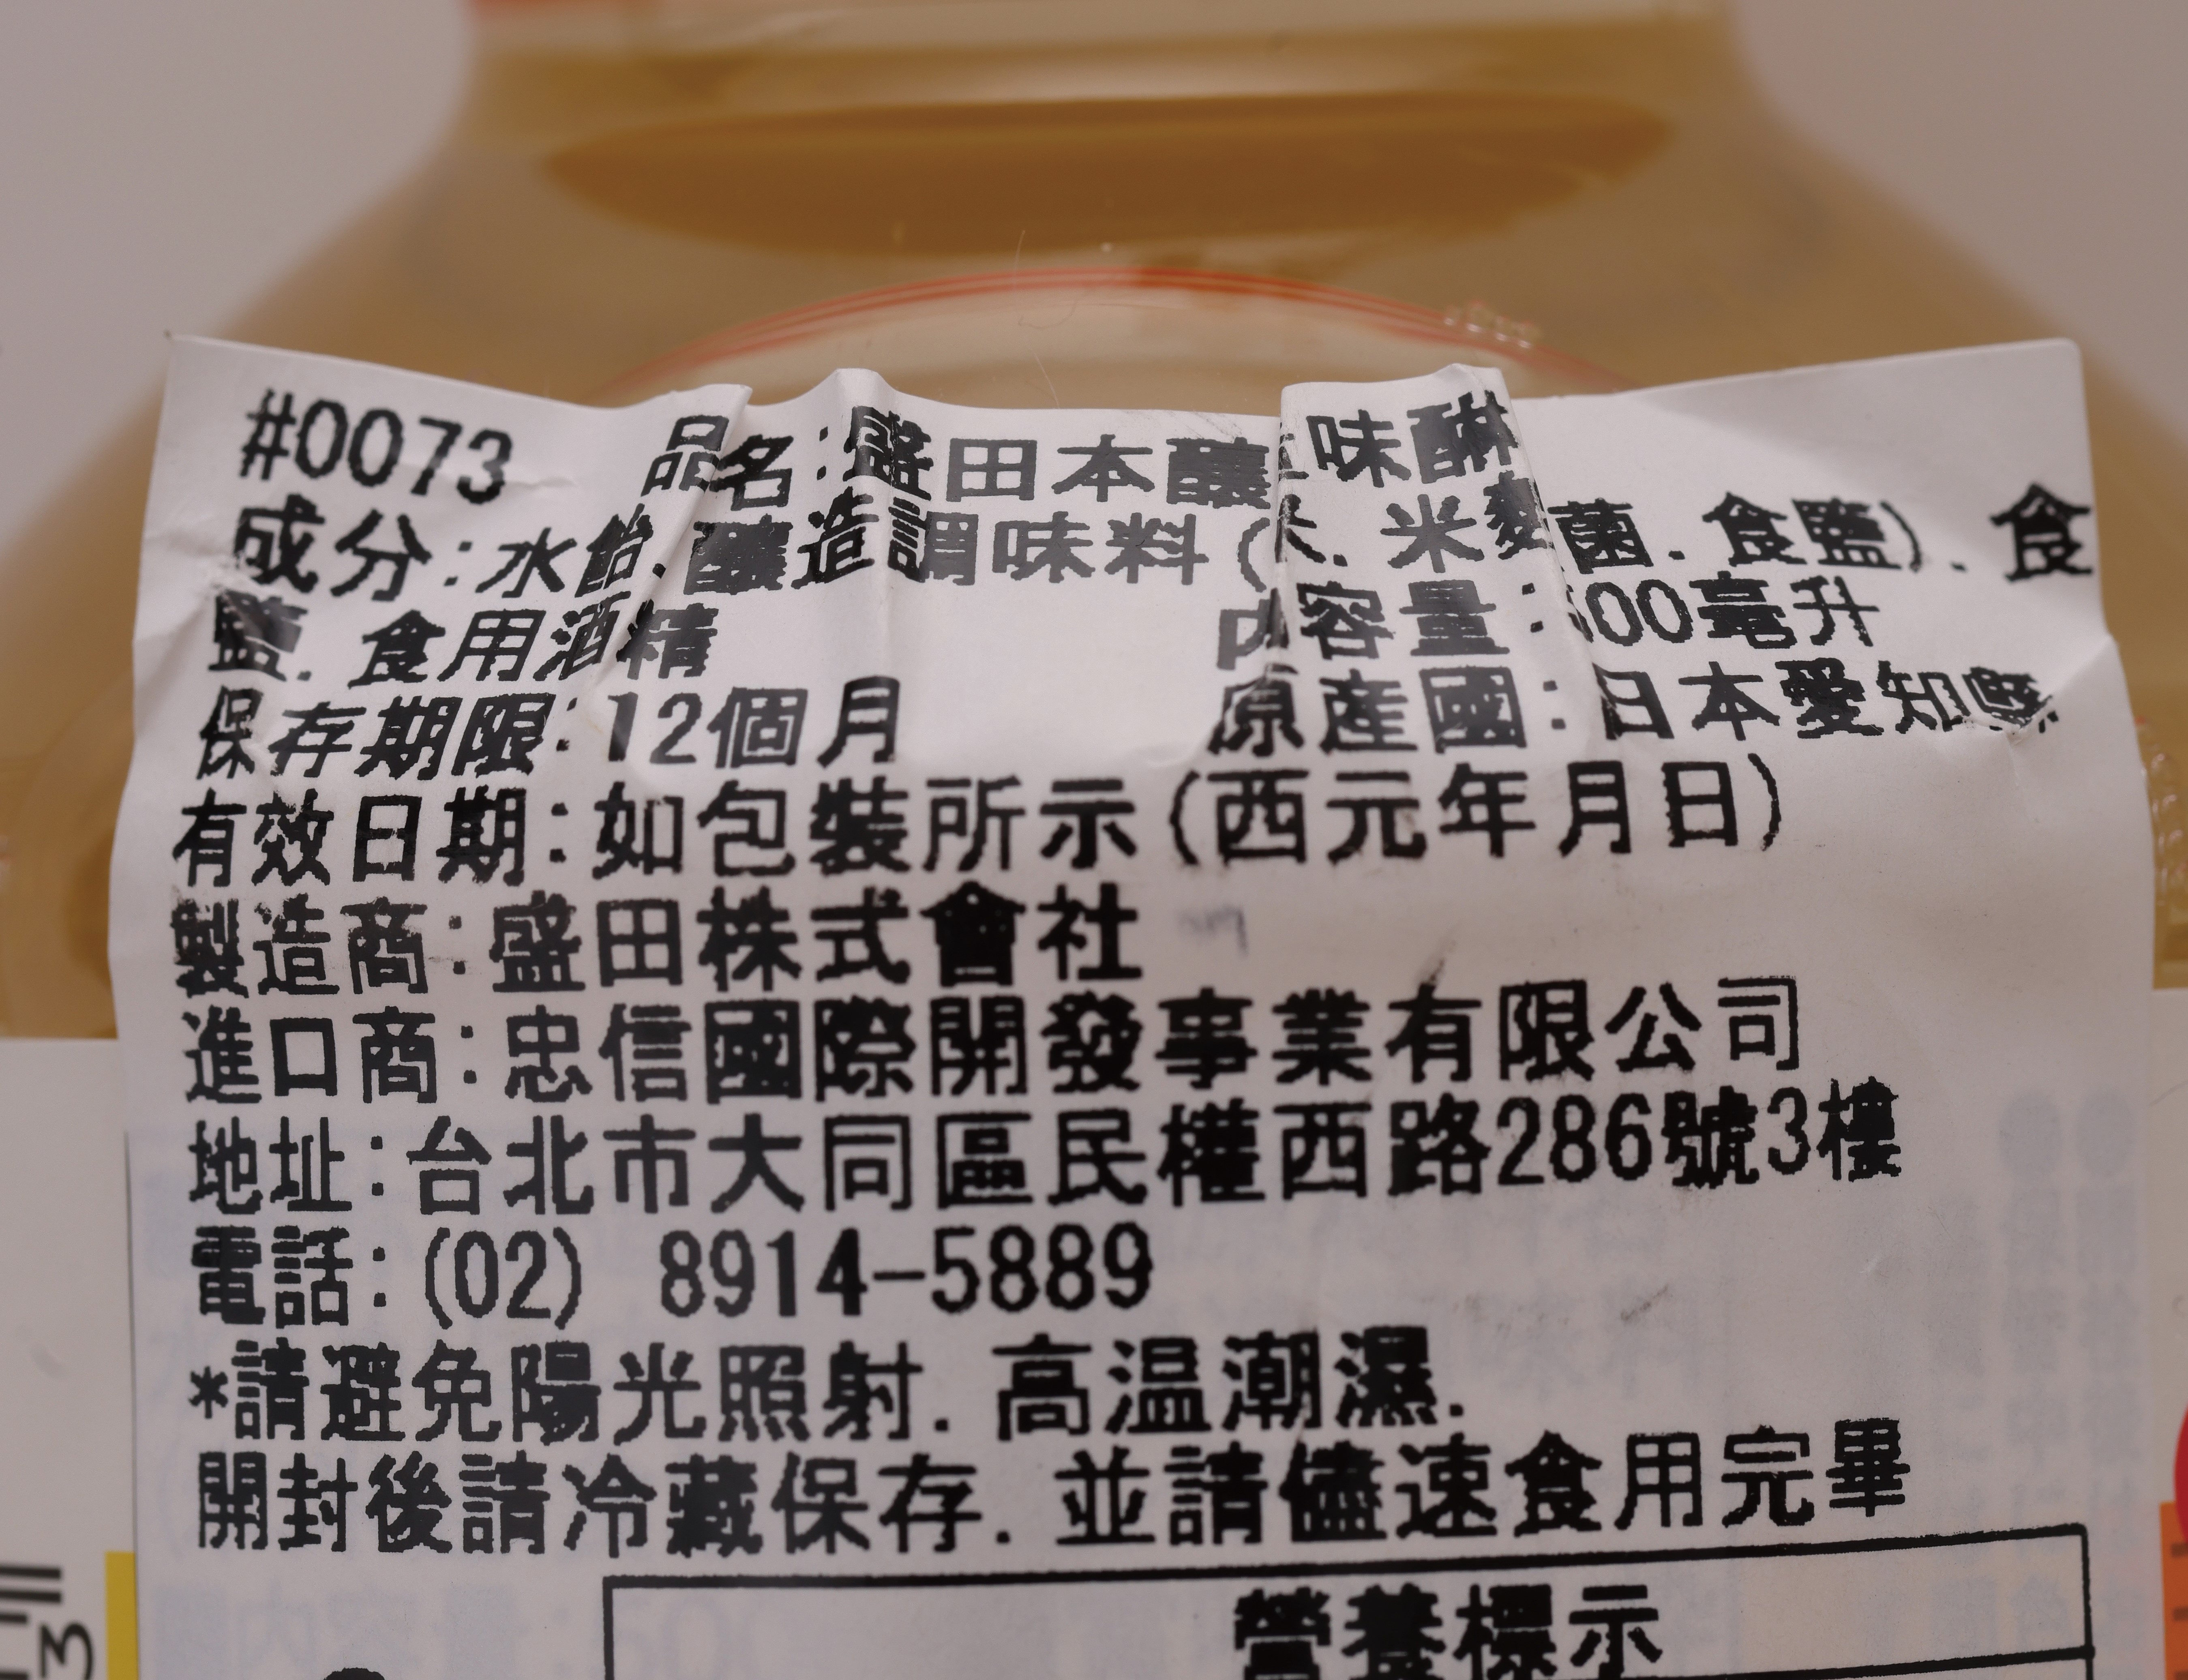 #0073 品名:盛田本釀 味醂
成分:水飴.釀造調味料(米.米麴菌.食鹽).食
鹽.食用酒精 內容量: 00毫升
保存期限:12個月 原產國:日本愛知縣
有效日期:如包裝所示(西元年月日)
製造商:盛田株式會社
進口商:忠信國際開發事業有限公司
地址:台北市大同區民權西路286號3樓
電話:(02) 8914-5889
*請避免陽光照射.高温潮濕.
開封後請冷藏保存.並請儘速食用完畢
營養標示